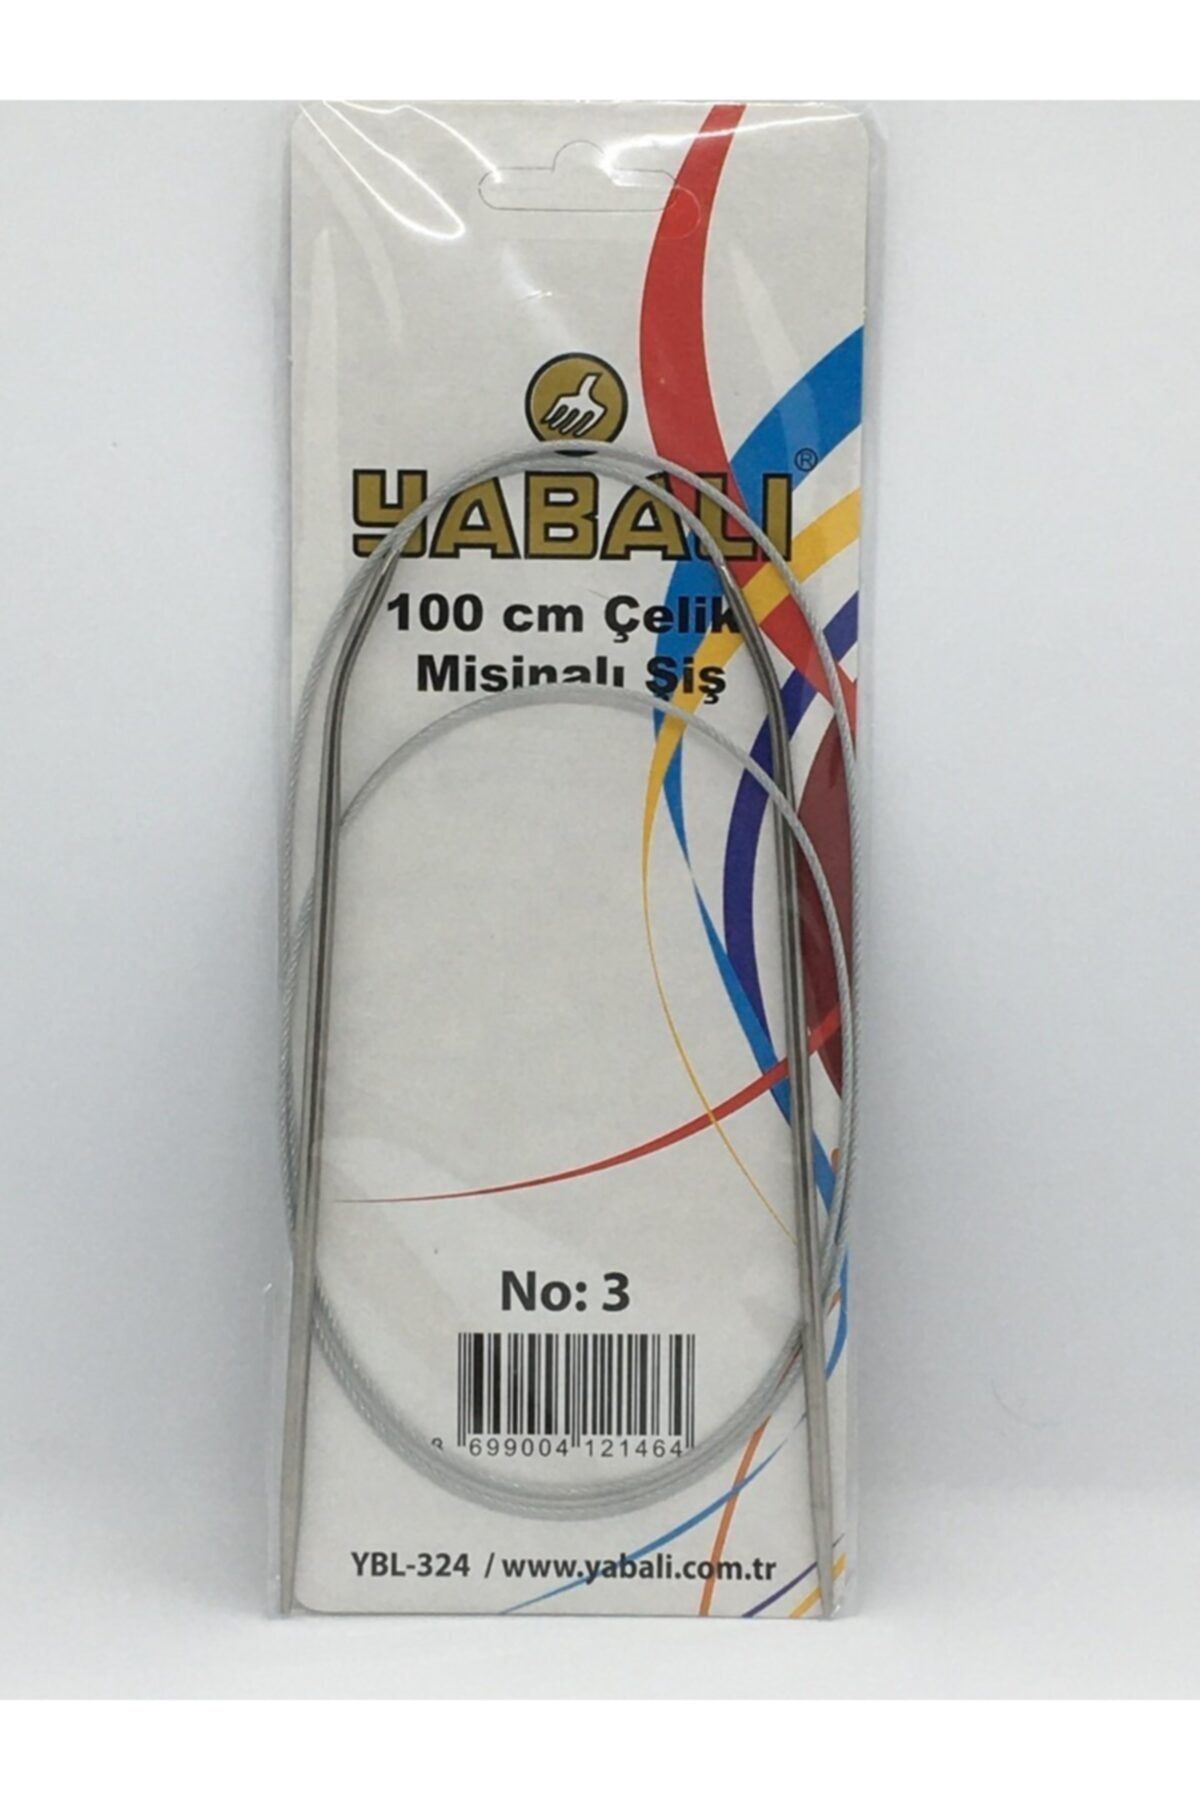 YABALI®
100 cm Çelik
Misinalı Şiş
No: 3
8 699004 121464
YBL-324 / www.yabali.com.tr